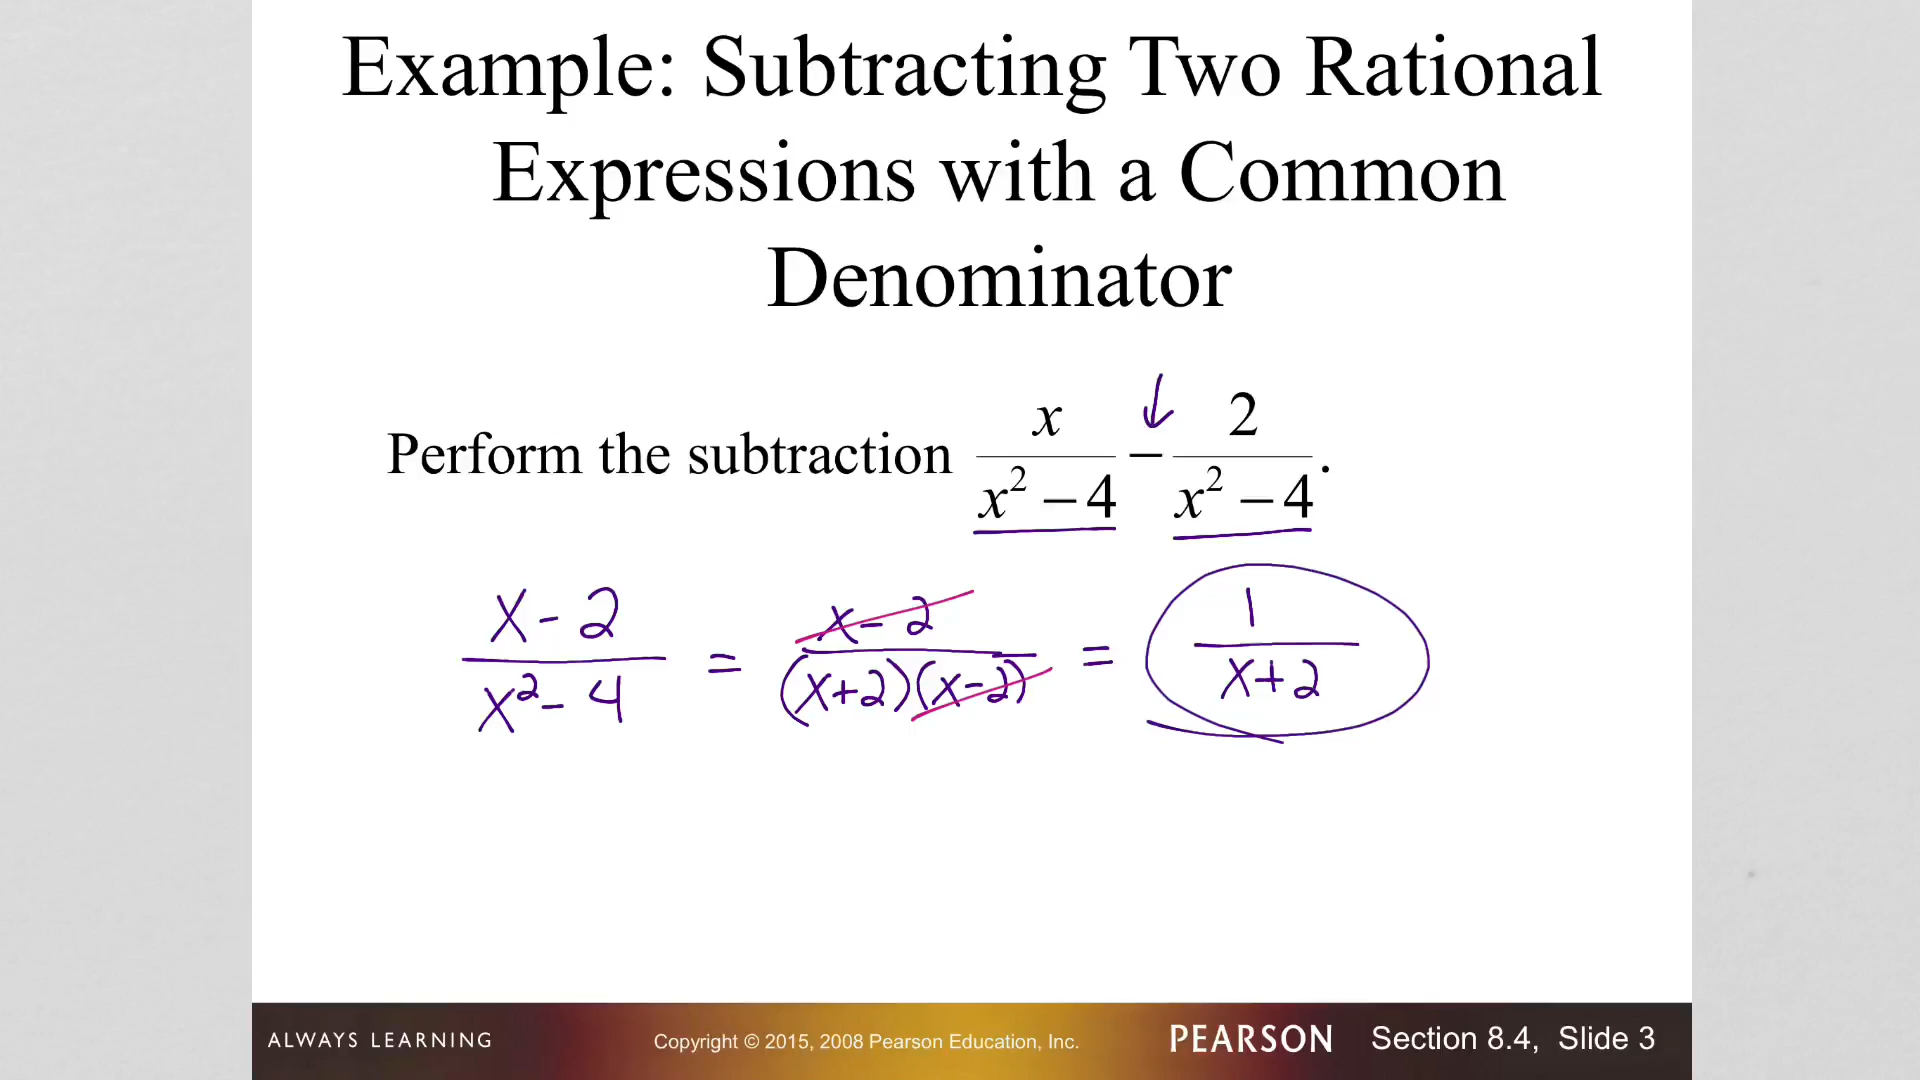 Example: Subtracting Two Rational
Expressions with a Common
Denominator
Perform the subtraction x/(x² − 4) − 2/(x² − 4).
(x - 2)/(x² - 4) = (x - 2)/((x+2)(x-2)) = 1/(x+2)
ALWAYS LEARNING Copyright © 2015, 2008 Pearson Education, Inc. PEARSON Section 8.4, Slide 3